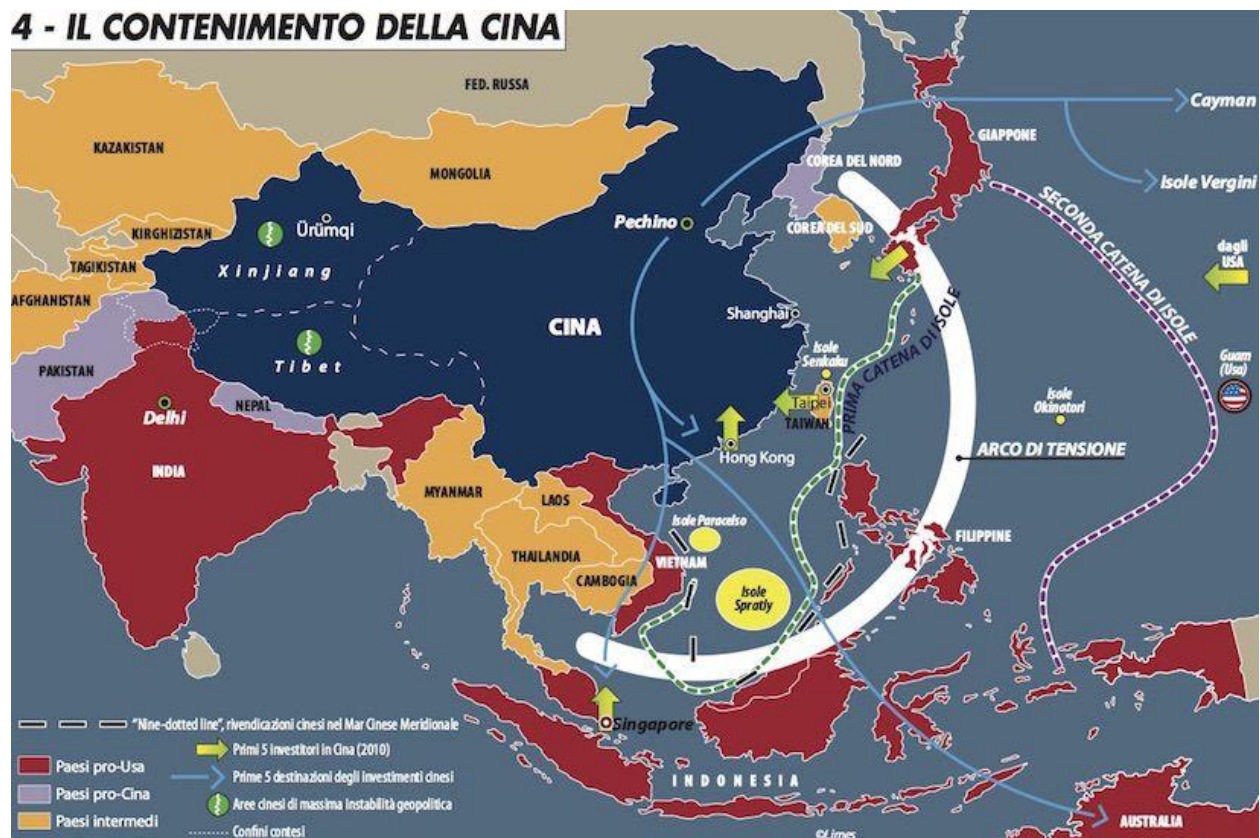 4 - IL CONTENIMENTO DELLA CINA
FED. RUSSA
Cayman
KAZAKISTAN
GIAPPONE
MONGOLIA
COREA DEL NORD
Isole Vergini
Ürümqi
Pechino
KIRGHIZISTAN
COREA DEL SUD
SECONDA CATENA DI ISOLE
dagli
USA
TAGIKISTAN
Xinjiang
AFGHANISTAN
Shanghai
CINA
PRIMA CATENA DI ISOLE
Isole
Senkaku
Guam
(Usa)
Tibet
PAKISTAN
Taipei
TAIWAN
Isole
Okinotori
NEPAL
Delhi
Hong Kong
ARCO DI TENSIONE
INDIA
MYANMAR
LAOS
Isole Paracelso
FILIPPINE
THAILANDIA
VIETNAM
CAMBOGIA
Isole
Spratly
"Nine-dotted line", rivendicazioni cinesi nel Mar Cinese Meridionale
Singapore
Primi 5 investitori in Cina (2010)
Paesi pro-Usa
Prime 5 destinazioni degli investimenti cinesi
INDONESIA
Paesi pro-Cina
Aree cinesi di massima instabilità geopolitica
Paesi intermedi
Confini contesi
©Limes
AUSTRALIA